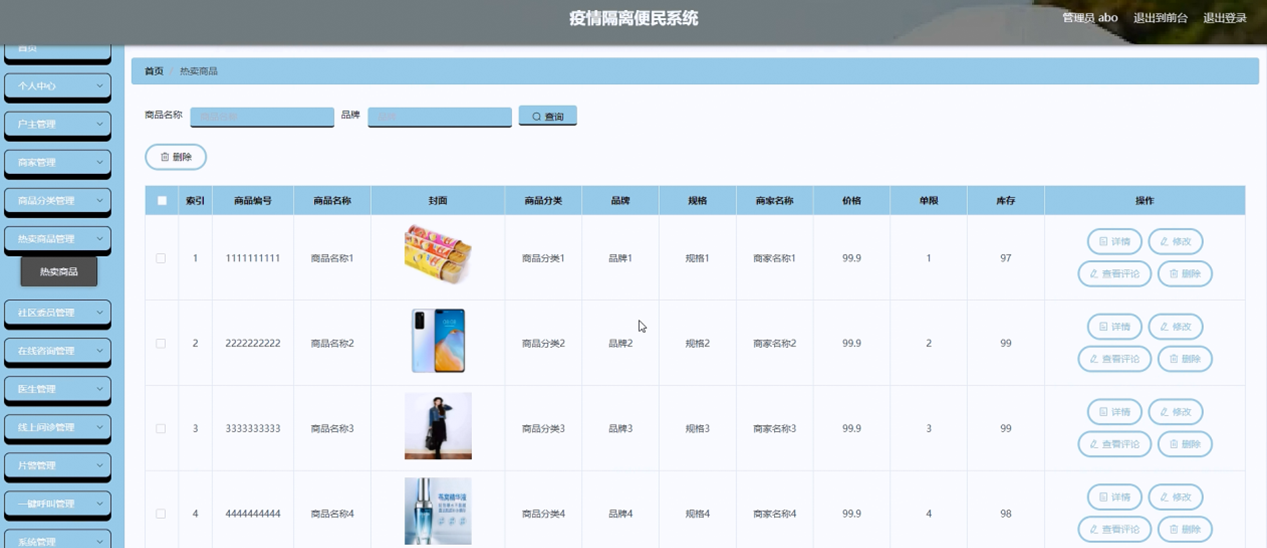 疫情隔离便民系统
管理员 abo 退出到前台 退出登录
首页
个人中心
户主管理
商家管理
商品分类管理
热卖商品管理
热卖商品
社区委员管理
在线咨询管理
医生管理
线上问诊管理
片警管理
一键呼叫管理
系统管理
首页 / 热卖商品
商品名称 商品名称 品牌 品牌 查询
删除
索引 商品编号 商品名称 封面 商品分类 品牌 规格 商家名称 价格 单限 库存 操作
1 1111111111 商品名称1 商品分类1 品牌1 规格1 商家名称1 99.9 1 97 详情 修改
查看评论 删除
2 2222222222 商品名称2 商品分类2 品牌2 规格2 商家名称2 99.9 2 99 详情 修改
查看评论 删除
3 3333333333 商品名称3 商品分类3 品牌3 规格3 商家名称3 99.9 3 99 详情 修改
查看评论 删除
4 4444444444 商品名称4 商品分类4 品牌4 规格4 商家名称4 99.9 4 98 详情 修改
查看评论 删除